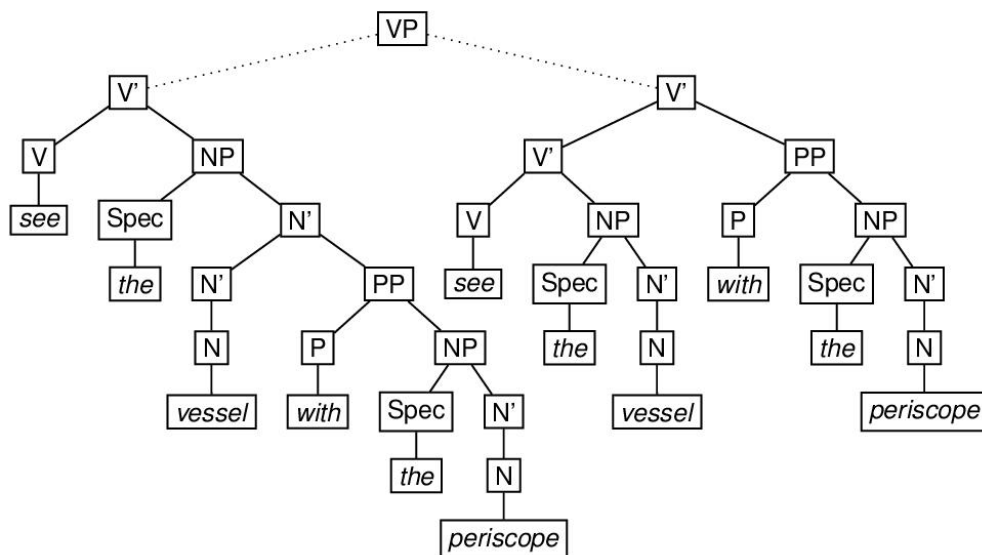 VP
V' V'
V NP V' PP
see Spec N' V NP P NP
the N' PP see Spec N' with Spec N'
N P NP the N the N
vessel with Spec N' vessel periscope
the N
periscope